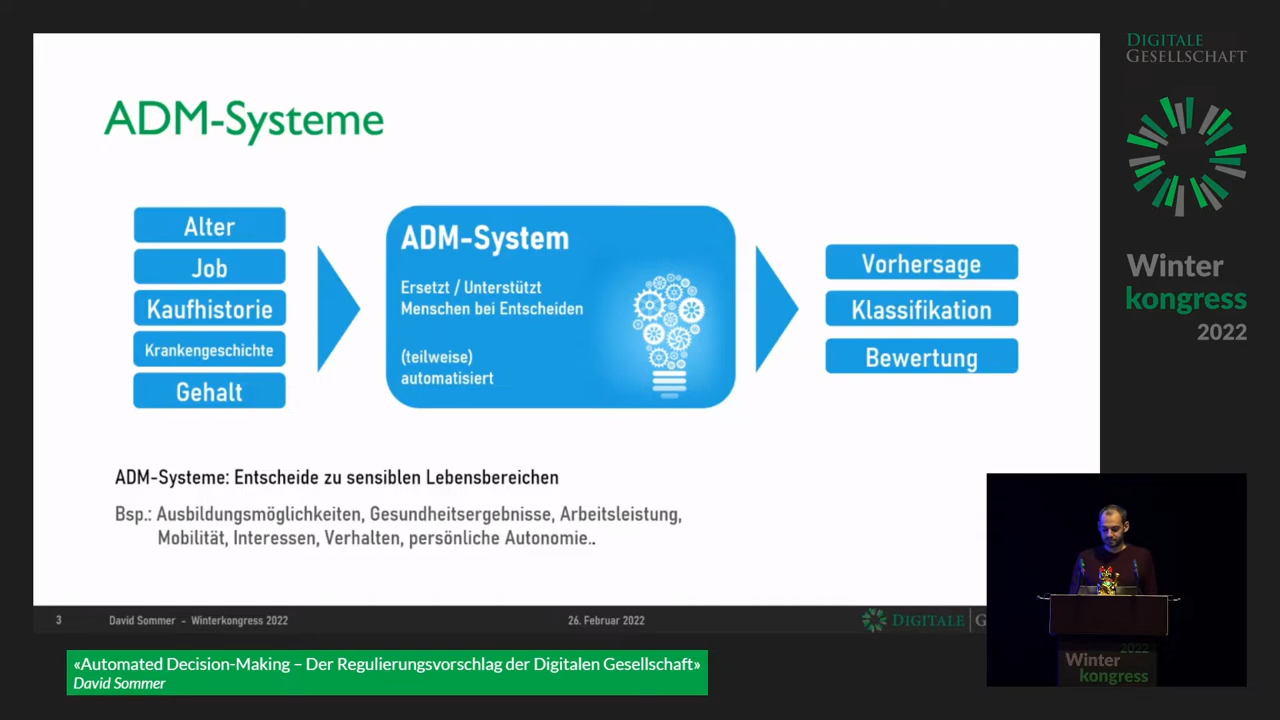 DIGITALE
GESELLSCHAFT
ADM-Systeme
Alter
Job
Kaufhistorie
Krankengeschichte
Gehalt
ADM-System
Ersetzt / Unterstützt
Menschen bei Entscheiden
(teilweise)
automatisiert
Vorhersage
Klassifikation
Bewertung
Winter
kongress
2022
ADM-Systeme: Entscheide zu sensiblen Lebensbereichen
Bsp.: Ausbildungsmöglichkeiten, Gesundheitsergebnisse, Arbeitsleistung,
Mobilität, Interessen, Verhalten, persönliche Autonomie..
3 David Sommer - Winterkongress 2022 26. Februar 2022 DIGITALE G
«Automated Decision-Making – Der Regulierungsvorschlag der Digitalen Gesellschaft»
David Sommer
2022
Winter
kongress